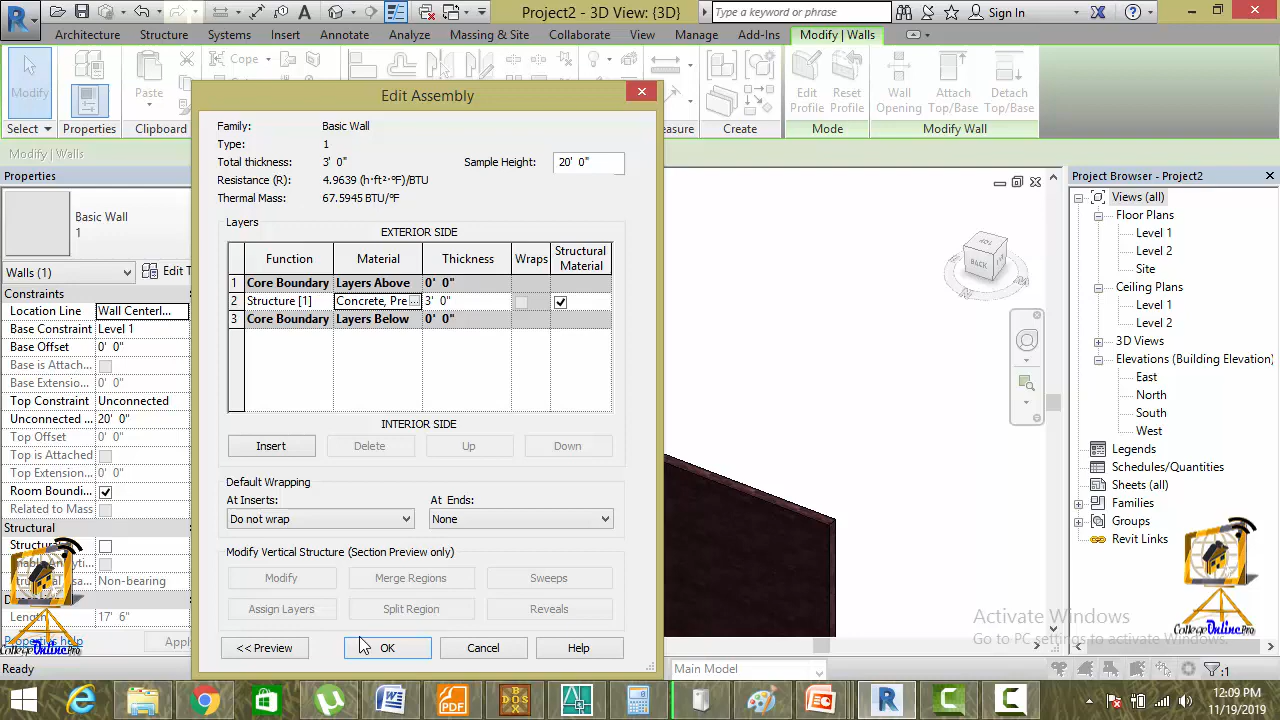 Project2 - 3D View: {3D}
Type a keyword or phrase
Sign In
Architecture
Structure
Systems
Insert
Annotate
Analyze
Massing & Site
Collaborate
View
Manage
Add-Ins
Modify | Walls
Modify
Properties
Paste
Cope
Edit Profile
Reset Profile
Wall Opening
Attach Top/Base
Detach Top/Base
Select
Properties
Clipboard
Create
Mode
Modify Wall
Modify | Walls
Properties
Basic Wall
1
Walls (1)
Edit T
Constraints
Location Line Wall Centerl...
Base Constraint Level 1
Base Offset 0' 0"
Base is Attach...
Base Extensio... 0' 0"
Top Constraint Unconnected
Unconnected ... 20' 0"
Top Offset 0' 0"
Top is Attached
Top Extension... 0' 0"
Room Boundi...
Related to Mass
Structural
Non-bearing
Length 17' 6"
Properties help
Edit Assembly
Family: Basic Wall
Type: 1
Total thickness: 3' 0" Sample Height: 20' 0"
Resistance (R): 4.9639 (h·ft²·°F)/BTU
Thermal Mass: 67.5945 BTU/°F
Layers
EXTERIOR SIDE
Function Material Thickness Wraps Structural Material
1 Core Boundary Layers Above 0' 0"
2 Structure [1] Concrete, Pre 3' 0"
3 Core Boundary Layers Below 0' 0"
INTERIOR SIDE
Insert Delete Up Down
Default Wrapping
At Inserts: At Ends:
Do not wrap None
Modify Vertical Structure (Section Preview only)
Modify Merge Regions Sweeps
Assign Layers Split Region Reveals
<< Preview OK Cancel Help
TOP
BACK
Project Browser - Project2
Views (all)
Floor Plans
Level 1
Level 2
Site
Ceiling Plans
Level 1
Level 2
3D Views
Elevations (Building Elevation)
East
North
South
West
Legends
Schedules/Quantities
Sheets (all)
Families
Groups
Revit Links
CollegeOnlinePro
CollegeOnlinePro
Activate Windows
Go to PC settings to activate Windows.
Ready
Main Model
:1
12:09 PM
11/19/2019